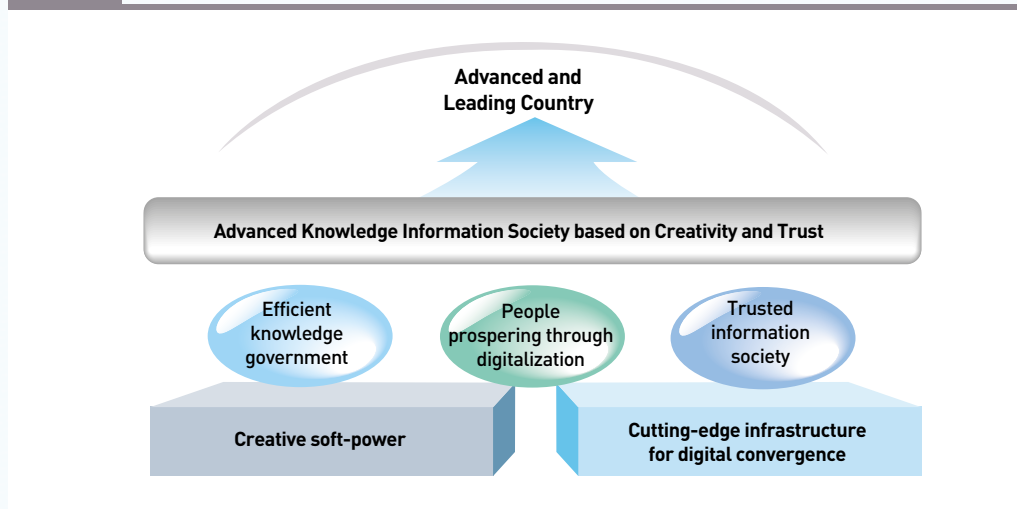 Advanced and
Leading Country
Advanced Knowledge Information Society based on Creativity and Trust
Efficient
knowledge
government
People
prospering through
digitalization
Trusted
information
society
Creative soft-power
Cutting-edge infrastructure
for digital convergence